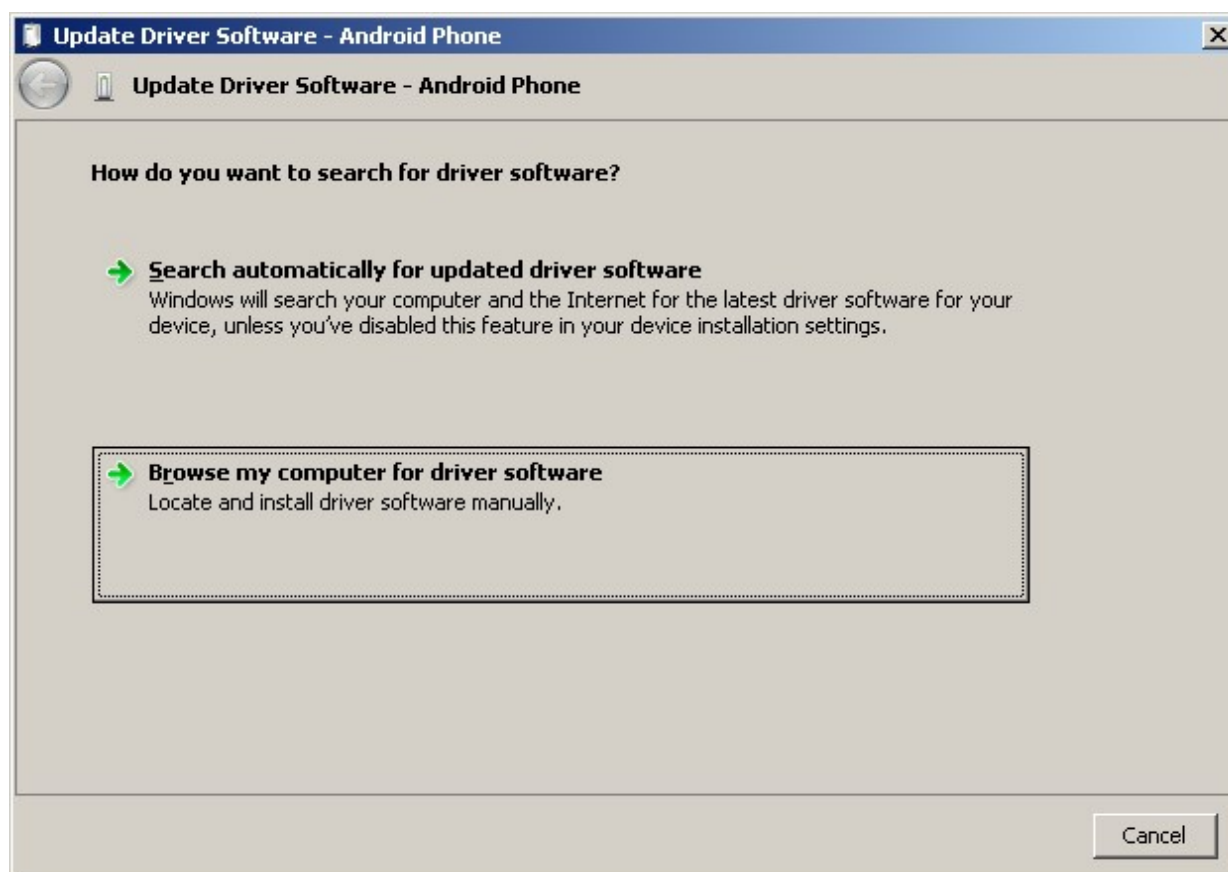 Update Driver Software - Android Phone
Update Driver Software - Android Phone
How do you want to search for driver software?
Search automatically for updated driver software
Windows will search your computer and the Internet for the latest driver software for your
device, unless you've disabled this feature in your device installation settings.
Browse my computer for driver software
Locate and install driver software manually.
Cancel